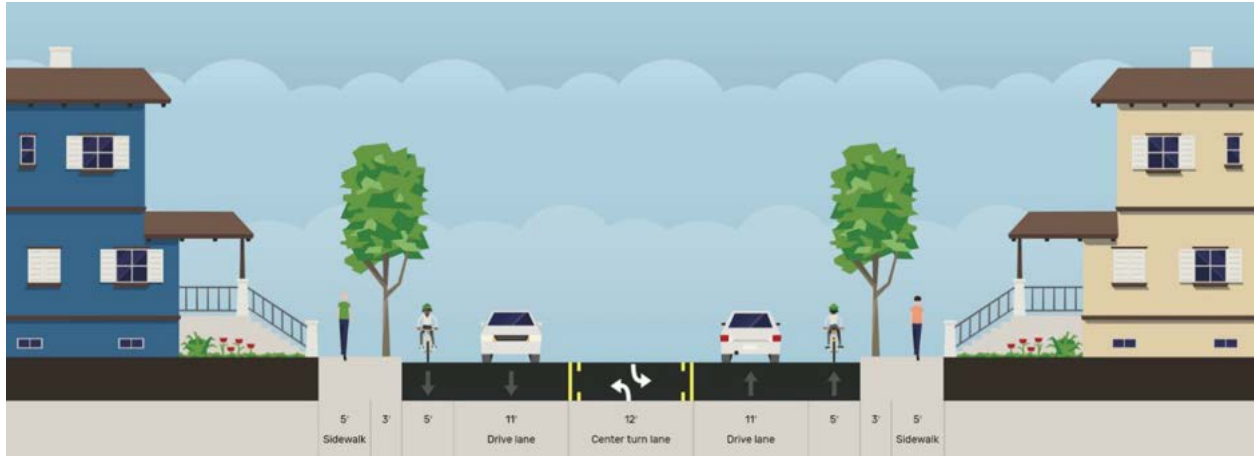 5' 3' 5' 11' 12' 11' 5' 3' 5'
Sidewalk Drive lane Center turn lane Drive lane Sidewalk